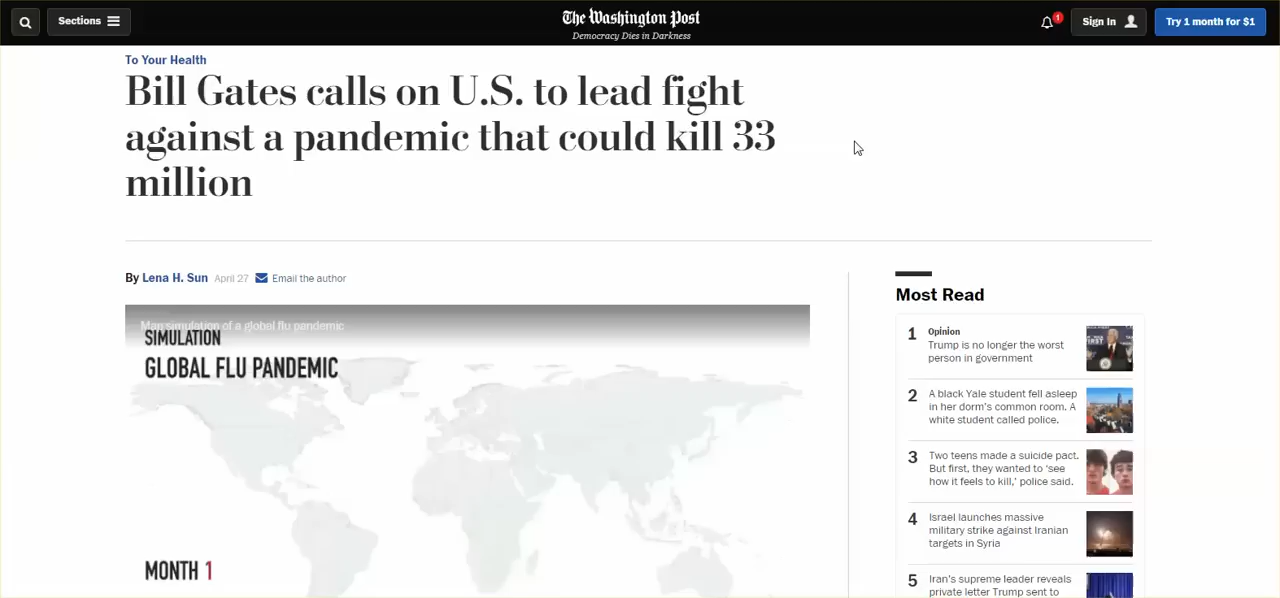 Sections
The Washington Post
Democracy Dies in Darkness
1
Sign In
Try 1 month for $1
To Your Health
Bill Gates calls on U.S. to lead fight
against a pandemic that could kill 33
million
By Lena H. Sun April 27 Email the author
Map simulation of a global flu pandemic
SIMULATION
GLOBAL FLU PANDEMIC
MONTH 1
Most Read
1 Opinion
Trump is no longer the worst
person in government
2 A black Yale student fell asleep
in her dorm's common room. A
white student called police.
3 Two teens made a suicide pact.
But first, they wanted to ‘see
how it feels to kill,’ police said.
4 Israel launches massive
military strike against Iranian
targets in Syria
5 Iran's supreme leader reveals
private letter Trump sent to